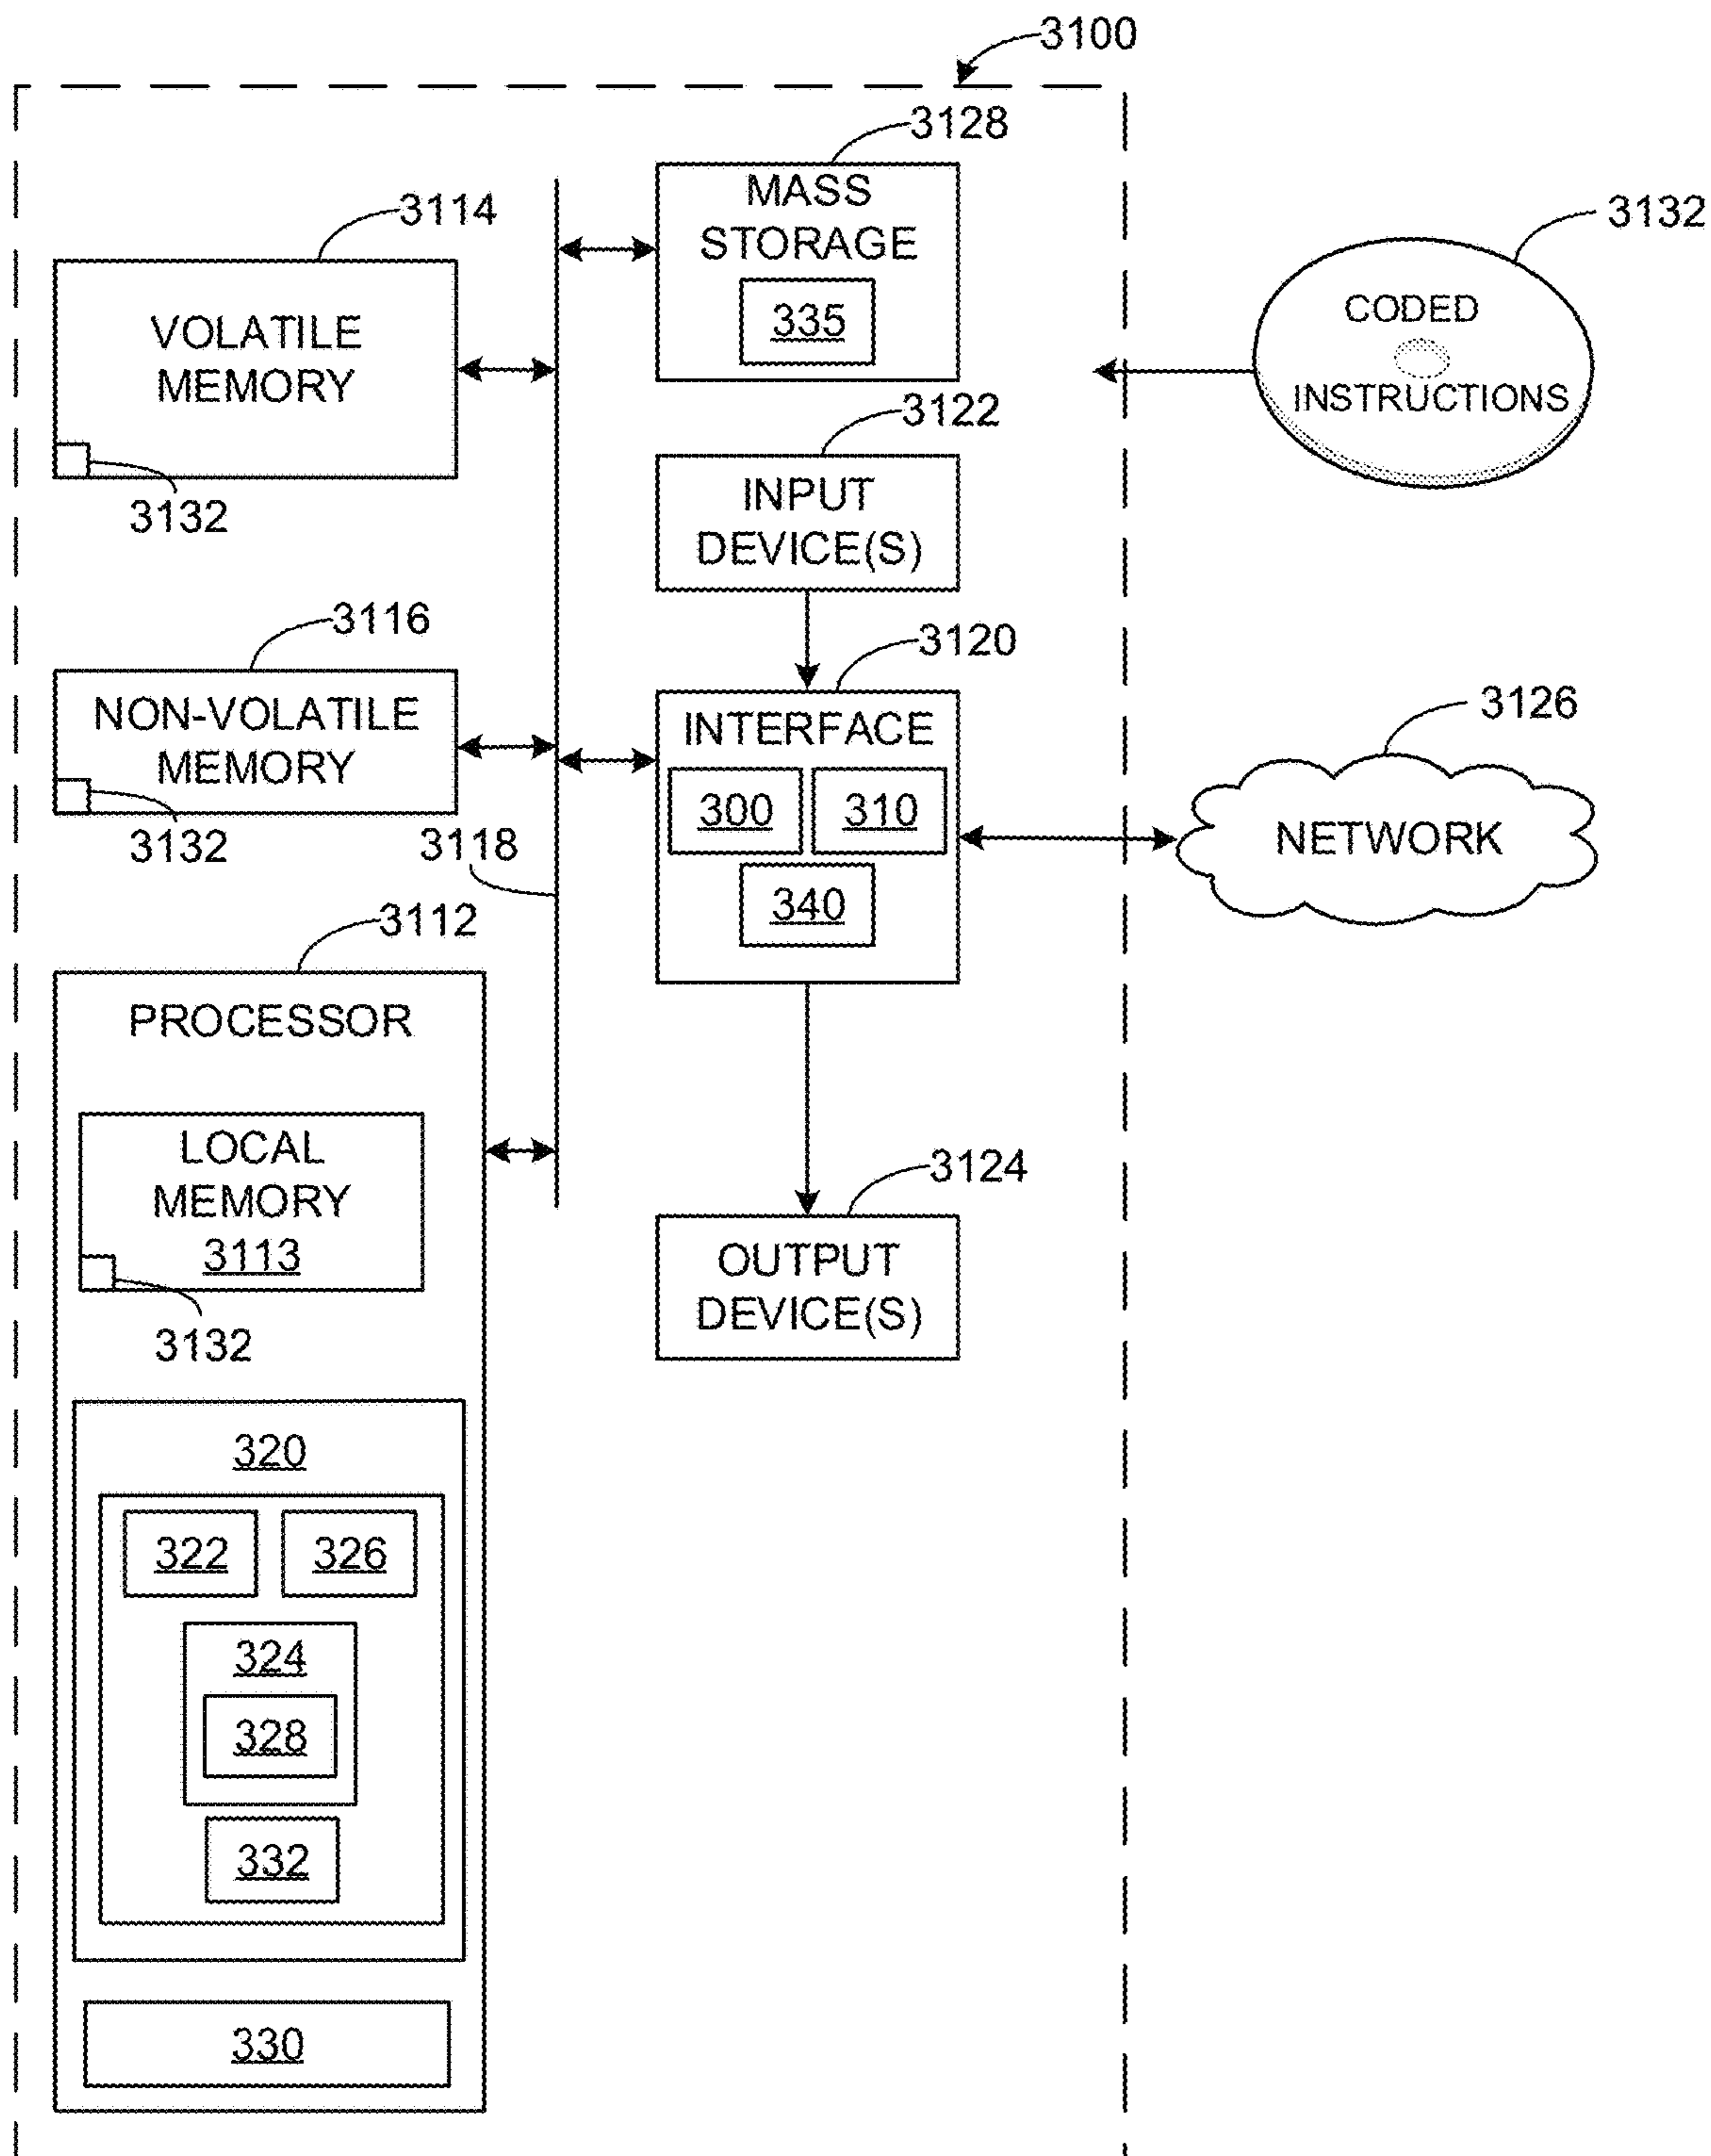 3100
3128
MASS
STORAGE
335
3114
VOLATILE
MEMORY
3132
3132
CODED
INSTRUCTIONS
3122
INPUT
DEVICE(S)
3116
NON-VOLATILE
MEMORY
3132
3118
3120
INTERFACE
300
310
340
3126
NETWORK
3112
PROCESSOR
LOCAL
MEMORY
3113
3132
3124
OUTPUT
DEVICE(S)
320
322
326
324
328
332
330